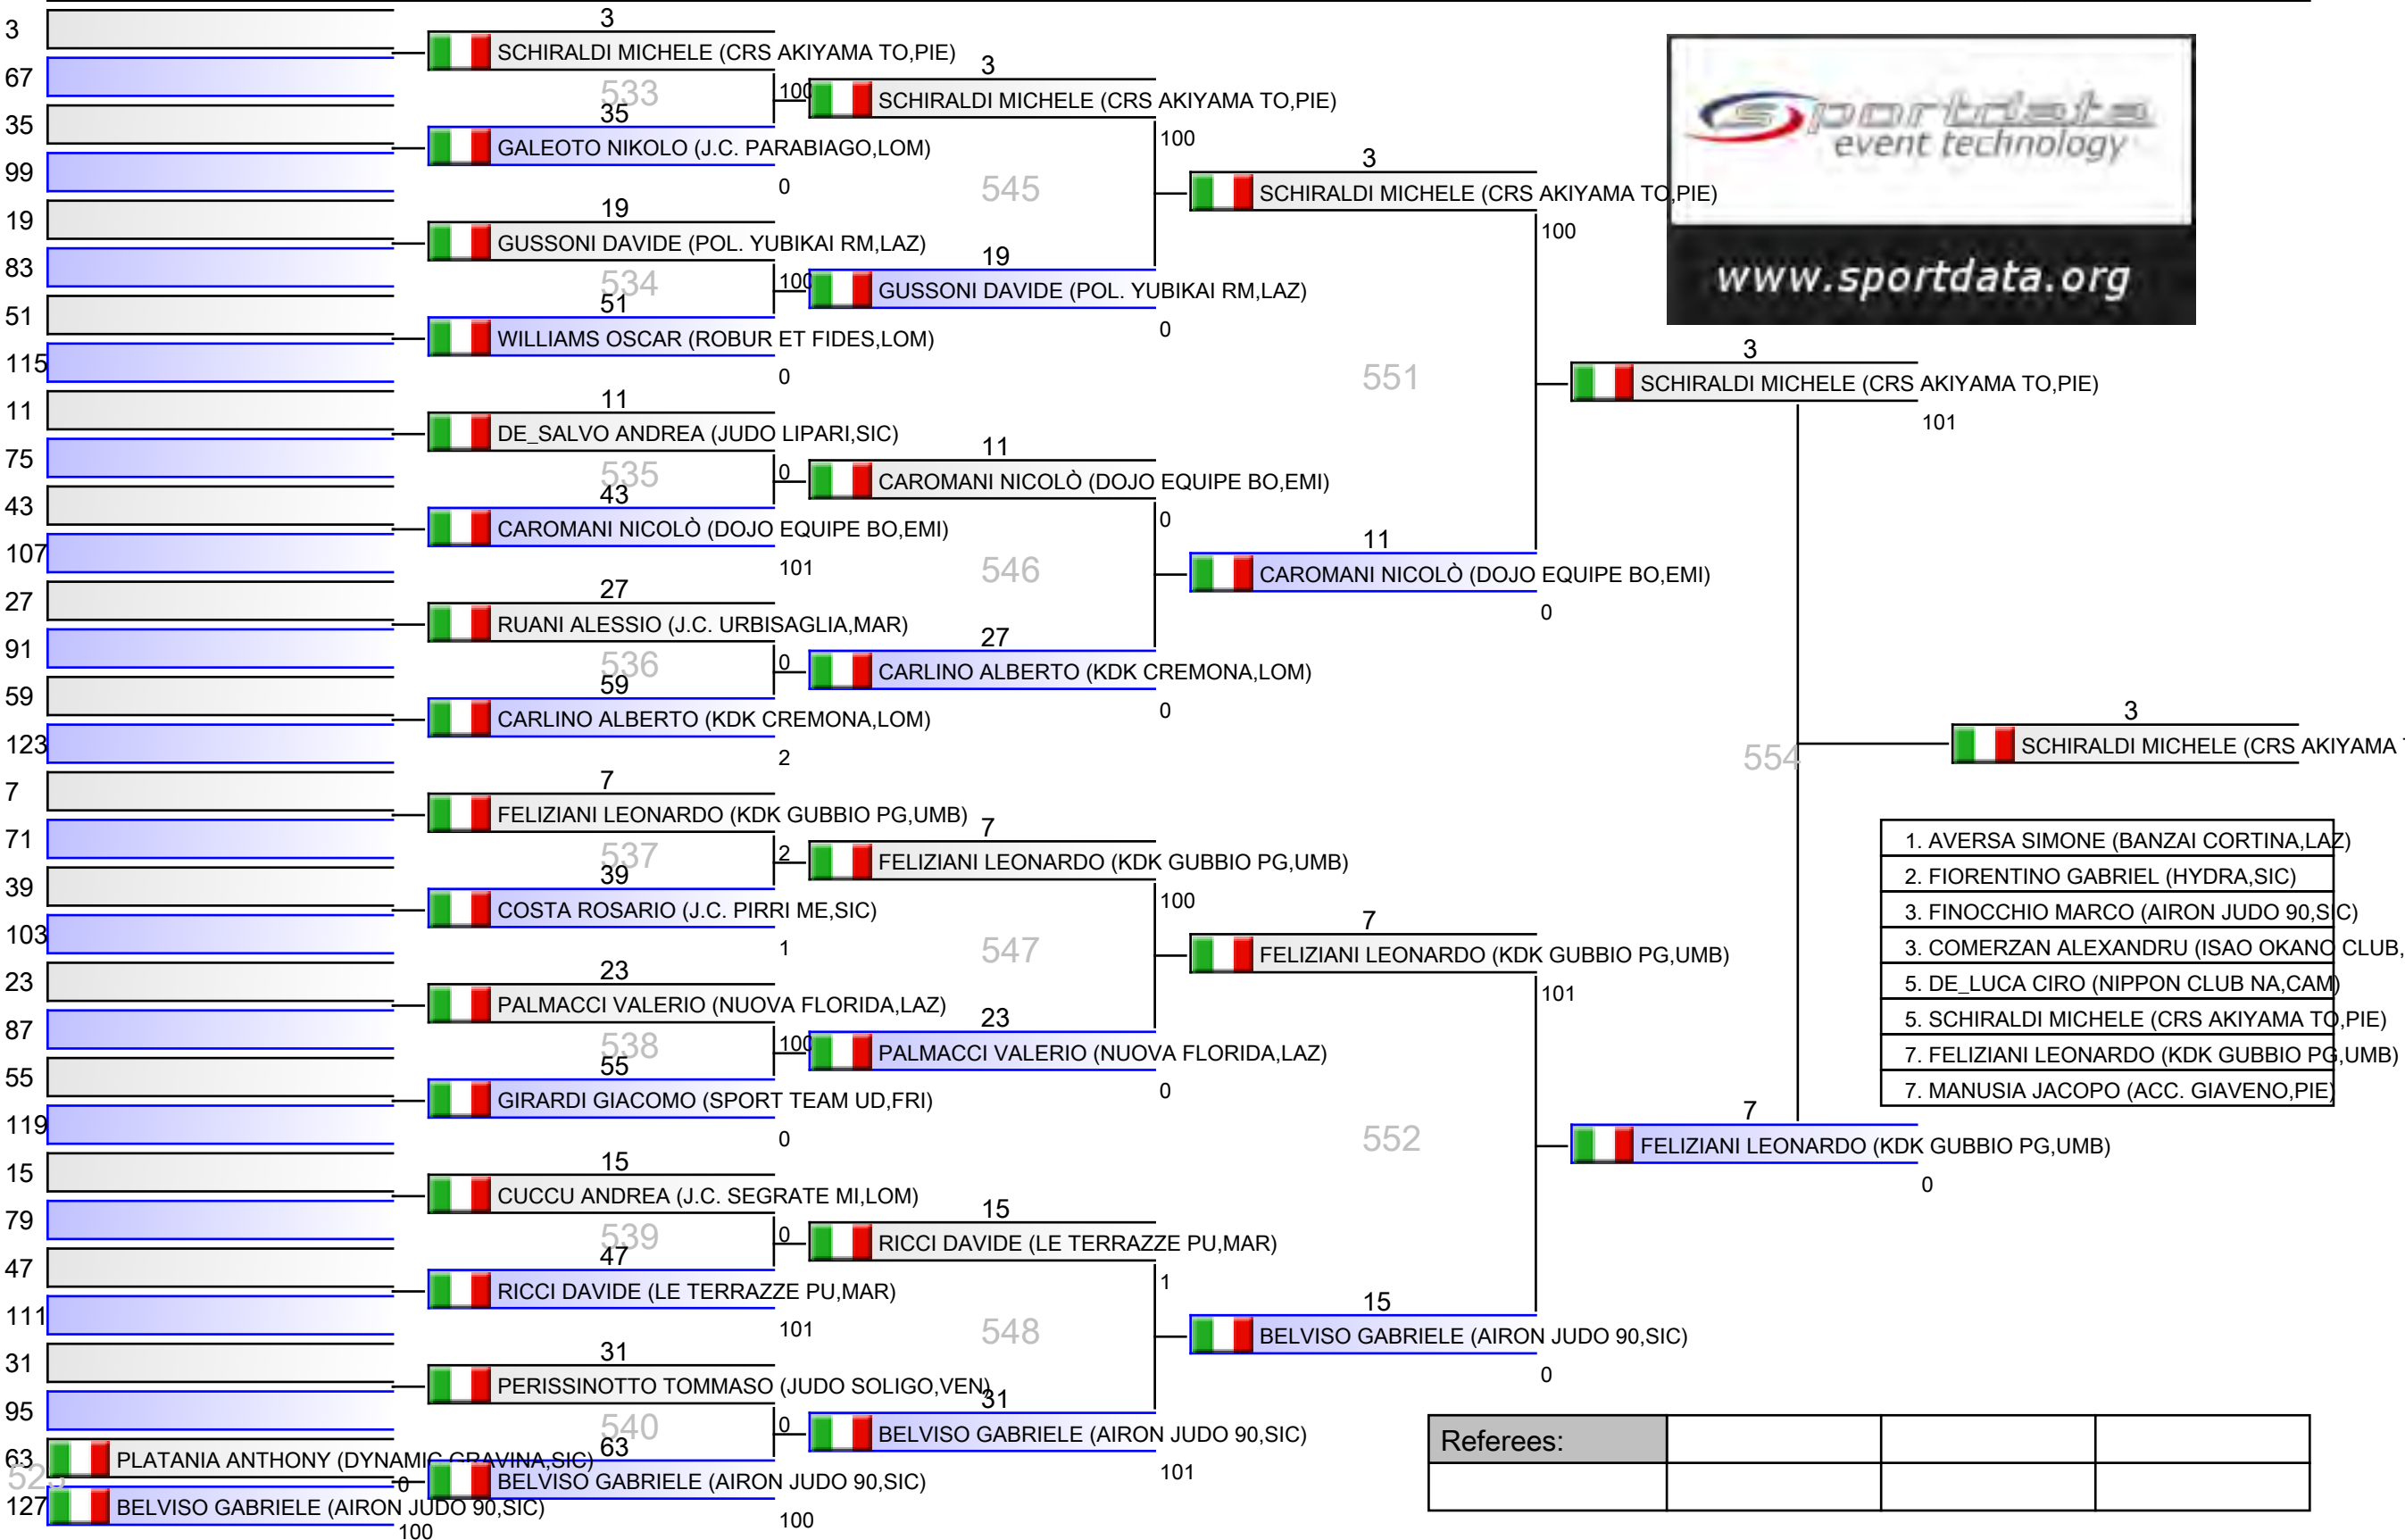 3
67
35
99
19
83
51
115
11
75
43
107
27
91
59
123
7
71
39
103
23
87
55
119
15
79
47
111
31
95
63
PLATANIA ANTHONY (DYNAMIC GRAVINA,SIC)
0
127
BELVISO GABRIELE (AIRON JUDO 90,SIC)
100
3
SCHIRALDI MICHELE (CRS AKIYAMA TO,PIE)
100
533
35
GALEOTO NIKOLO (J.C. PARABIAGO,LOM)
0
19
GUSSONI DAVIDE (POL. YUBIKAI RM,LAZ)
100
534
51
WILLIAMS OSCAR (ROBUR ET FIDES,LOM)
0
11
DE_SALVO ANDREA (JUDO LIPARI,SIC)
0
535
43
CAROMANI NICOLÒ (DOJO EQUIPE BO,EMI)
101
27
RUANI ALESSIO (J.C. URBISAGLIA,MAR)
0
536
59
CARLINO ALBERTO (KDK CREMONA,LOM)
2
7
FELIZIANI LEONARDO (KDK GUBBIO PG,UMB)
2
537
39
COSTA ROSARIO (J.C. PIRRI ME,SIC)
1
23
PALMACCI VALERIO (NUOVA FLORIDA,LAZ)
100
538
55
GIRARDI GIACOMO (SPORT TEAM UD,FRI)
0
15
CUCCU ANDREA (J.C. SEGRATE MI,LOM)
0
539
47
RICCI DAVIDE (LE TERRAZZE PU,MAR)
101
31
PERISSINOTTO TOMMASO (JUDO SOLIGO,VEN)
0
540
63
BELVISO GABRIELE (AIRON JUDO 90,SIC)
100
3
SCHIRALDI MICHELE (CRS AKIYAMA TO,PIE)
100
545
19
GUSSONI DAVIDE (POL. YUBIKAI RM,LAZ)
0
11
CAROMANI NICOLÒ (DOJO EQUIPE BO,EMI)
0
546
27
CARLINO ALBERTO (KDK CREMONA,LOM)
0
7
FELIZIANI LEONARDO (KDK GUBBIO PG,UMB)
100
547
23
PALMACCI VALERIO (NUOVA FLORIDA,LAZ)
0
15
RICCI DAVIDE (LE TERRAZZE PU,MAR)
1
548
31
BELVISO GABRIELE (AIRON JUDO 90,SIC)
101
3
SCHIRALDI MICHELE (CRS AKIYAMA TO,PIE)
100
551
11
CAROMANI NICOLÒ (DOJO EQUIPE BO,EMI)
0
7
FELIZIANI LEONARDO (KDK GUBBIO PG,UMB)
101
552
15
BELVISO GABRIELE (AIRON JUDO 90,SIC)
0
sportdata
event technology
www.sportdata.org
3
SCHIRALDI MICHELE (CRS AKIYAMA TO,PIE)
101
554
7
FELIZIANI LEONARDO (KDK GUBBIO PG,UMB)
0
3
SCHIRALDI MICHELE (CRS AKIYAMA
1. AVERSA SIMONE (BANZAI CORTINA,LAZ)
2. FIORENTINO GABRIEL (HYDRA,SIC)
3. FINOCCHIO MARCO (AIRON JUDO 90,SIC)
3. COMERZAN ALEXANDRU (ISAO OKANO CLUB,
5. DE_LUCA CIRO (NIPPON CLUB NA,CAM)
5. SCHIRALDI MICHELE (CRS AKIYAMA TO,PIE)
7. FELIZIANI LEONARDO (KDK GUBBIO PG,UMB)
7. MANUSIA JACOPO (ACC. GIAVENO,PIE)
Referees: